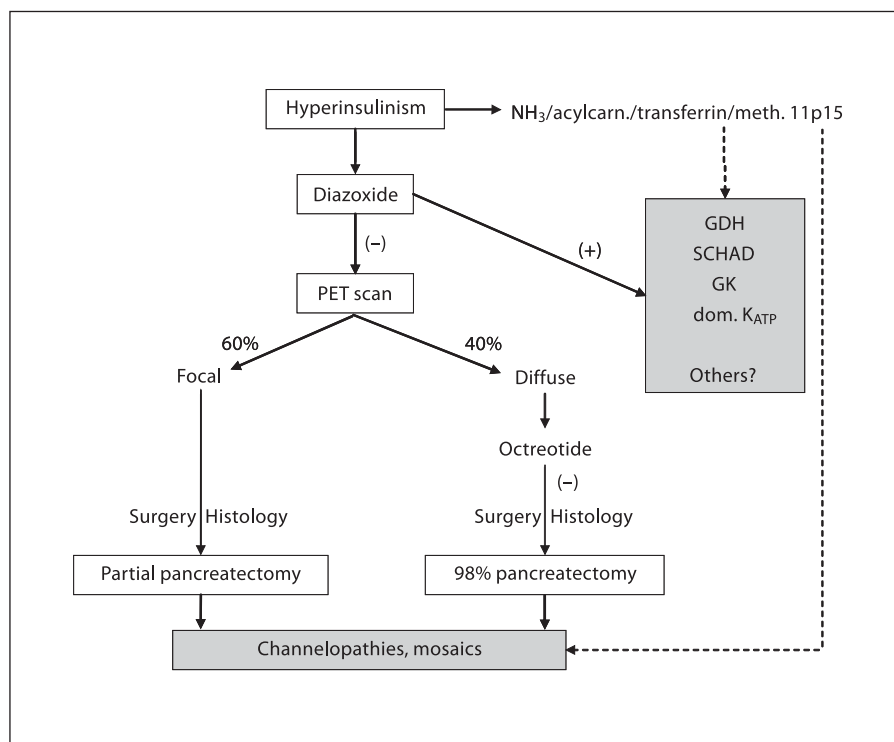 Hyperinsulinism
NH₃/acylcarn./transferrin/meth. 11p15
Diazoxide
GDH
SCHAD
GK
dom. K_ATP
Others?
(–)
(+)
PET scan
60%
40%
Focal
Diffuse
Octreotide
(–)
Surgery Histology
Surgery Histology
Partial pancreatectomy
98% pancreatectomy
Channelopathies, mosaics